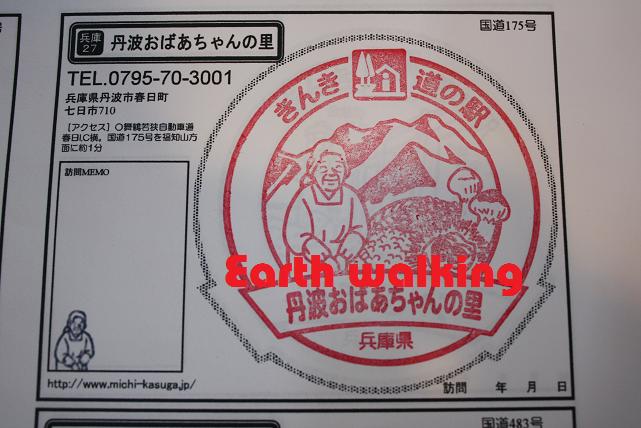 兵庫
27
丹波おばあちゃんの里
国道175号
TEL.0795-70-3001
兵庫県丹波市春日町
七日市710
[アクセス]〇舞鶴若狭自動車道
春日IC横。国道175号を福知山方
面に約1分
訪問MEMO
きんき 道の駅
Earth walking
丹波おばあちゃんの里
兵庫県
http://www.michi-kasuga.jp/
訪問 年 月 日
国道483号